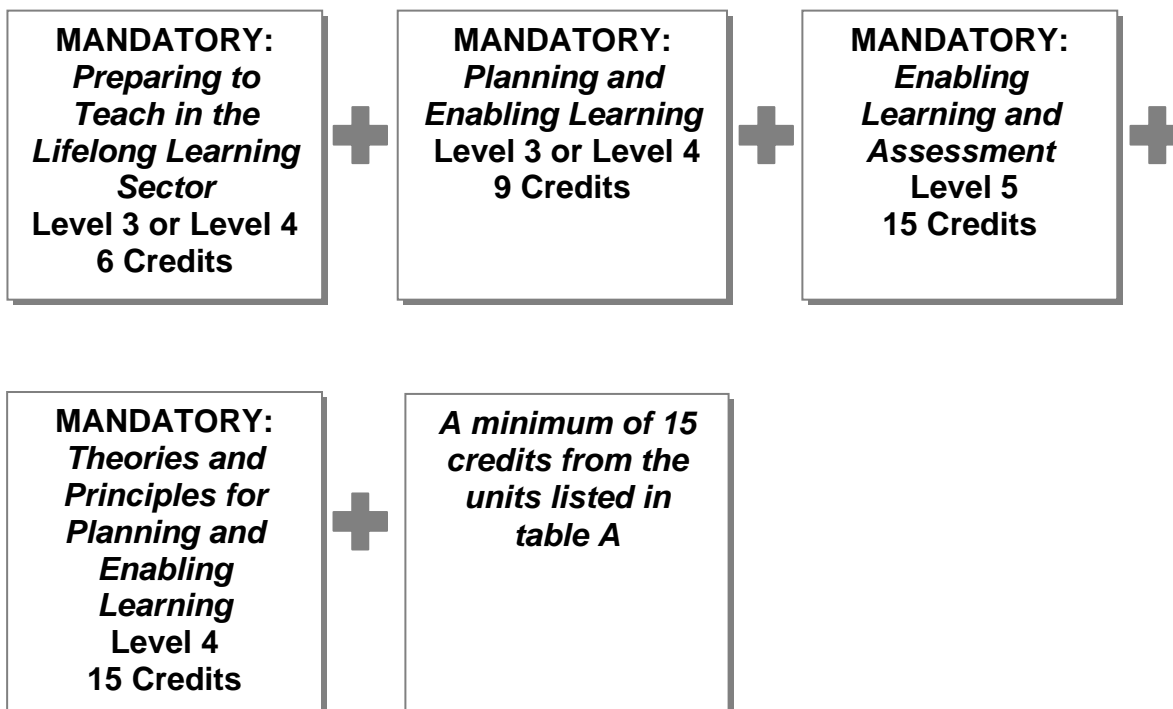 MANDATORY:
Preparing to
Teach in the
Lifelong Learning
Sector
Level 3 or Level 4
6 Credits
MANDATORY:
Planning and
Enabling Learning
Level 3 or Level 4
9 Credits
MANDATORY:
Enabling
Learning and
Assessment
Level 5
15 Credits
MANDATORY:
Theories and
Principles for
Planning and
Enabling
Learning
Level 4
15 Credits
A minimum of 15
credits from the
units listed in
table A